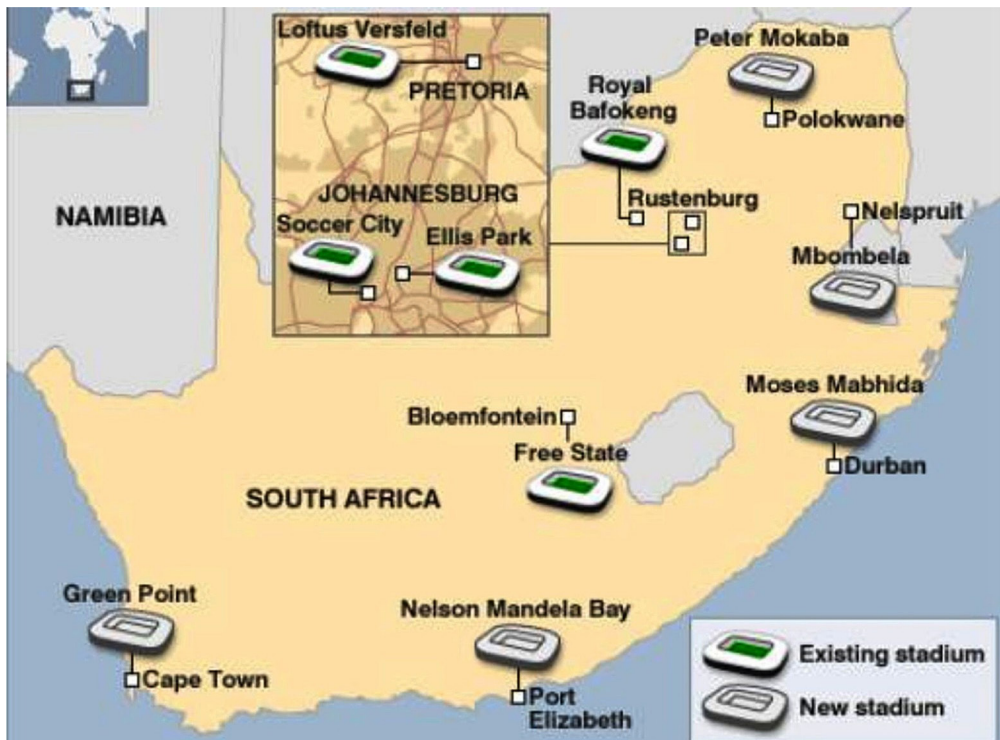 Loftus Versfeld
PRETORIA
JOHANNESBURG
Soccer City
Ellis Park
Peter Mokaba
Polokwane
Royal
Bafokeng
Rustenburg
NAMIBIA
Nelspruit
Mbombela
Moses Mabhida
Durban
Bloemfontein
Free State
SOUTH AFRICA
Green Point
Cape Town
Nelson Mandela Bay
Port
Elizabeth
Existing stadium
New stadium